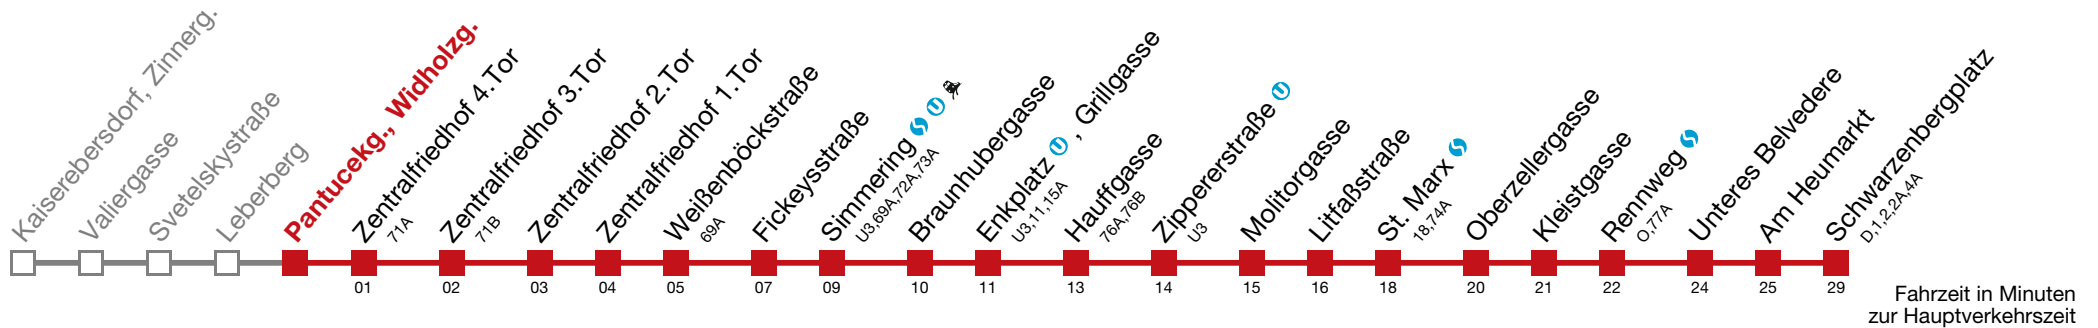 Kaiserebersdorf, Zinnerg.
Valiergasse
Svetelskystraße
Leberberg
Pantucekg., Widholzg.
Zentralfriedhof 4.Tor
71A
01
Zentralfriedhof 3.Tor
71B
02
Zentralfriedhof 2.Tor
03
Zentralfriedhof 1.Tor
04
Weißenböckstraße
69A
05
Fickeysstraße
07
Simmering S U
U3,69A,72A,73A
09
Braunhubergasse
10
Enkplatz U , Grillgasse
U3,11,15A
11
Hauffgasse
76A,76B
13
Zippererstraße U
U3
14
Molitorgasse
15
Litfaßstraße
16
St. Marx S
18,74A
18
Oberzellergasse
20
Kleistgasse
21
Rennweg S
O,77A
22
Unteres Belvedere
24
Am Heumarkt
25
Schwarzenbergplatz
D,1,2,2A,4A
29
Fahrzeit in Minuten
zur Hauptverkehrszeit